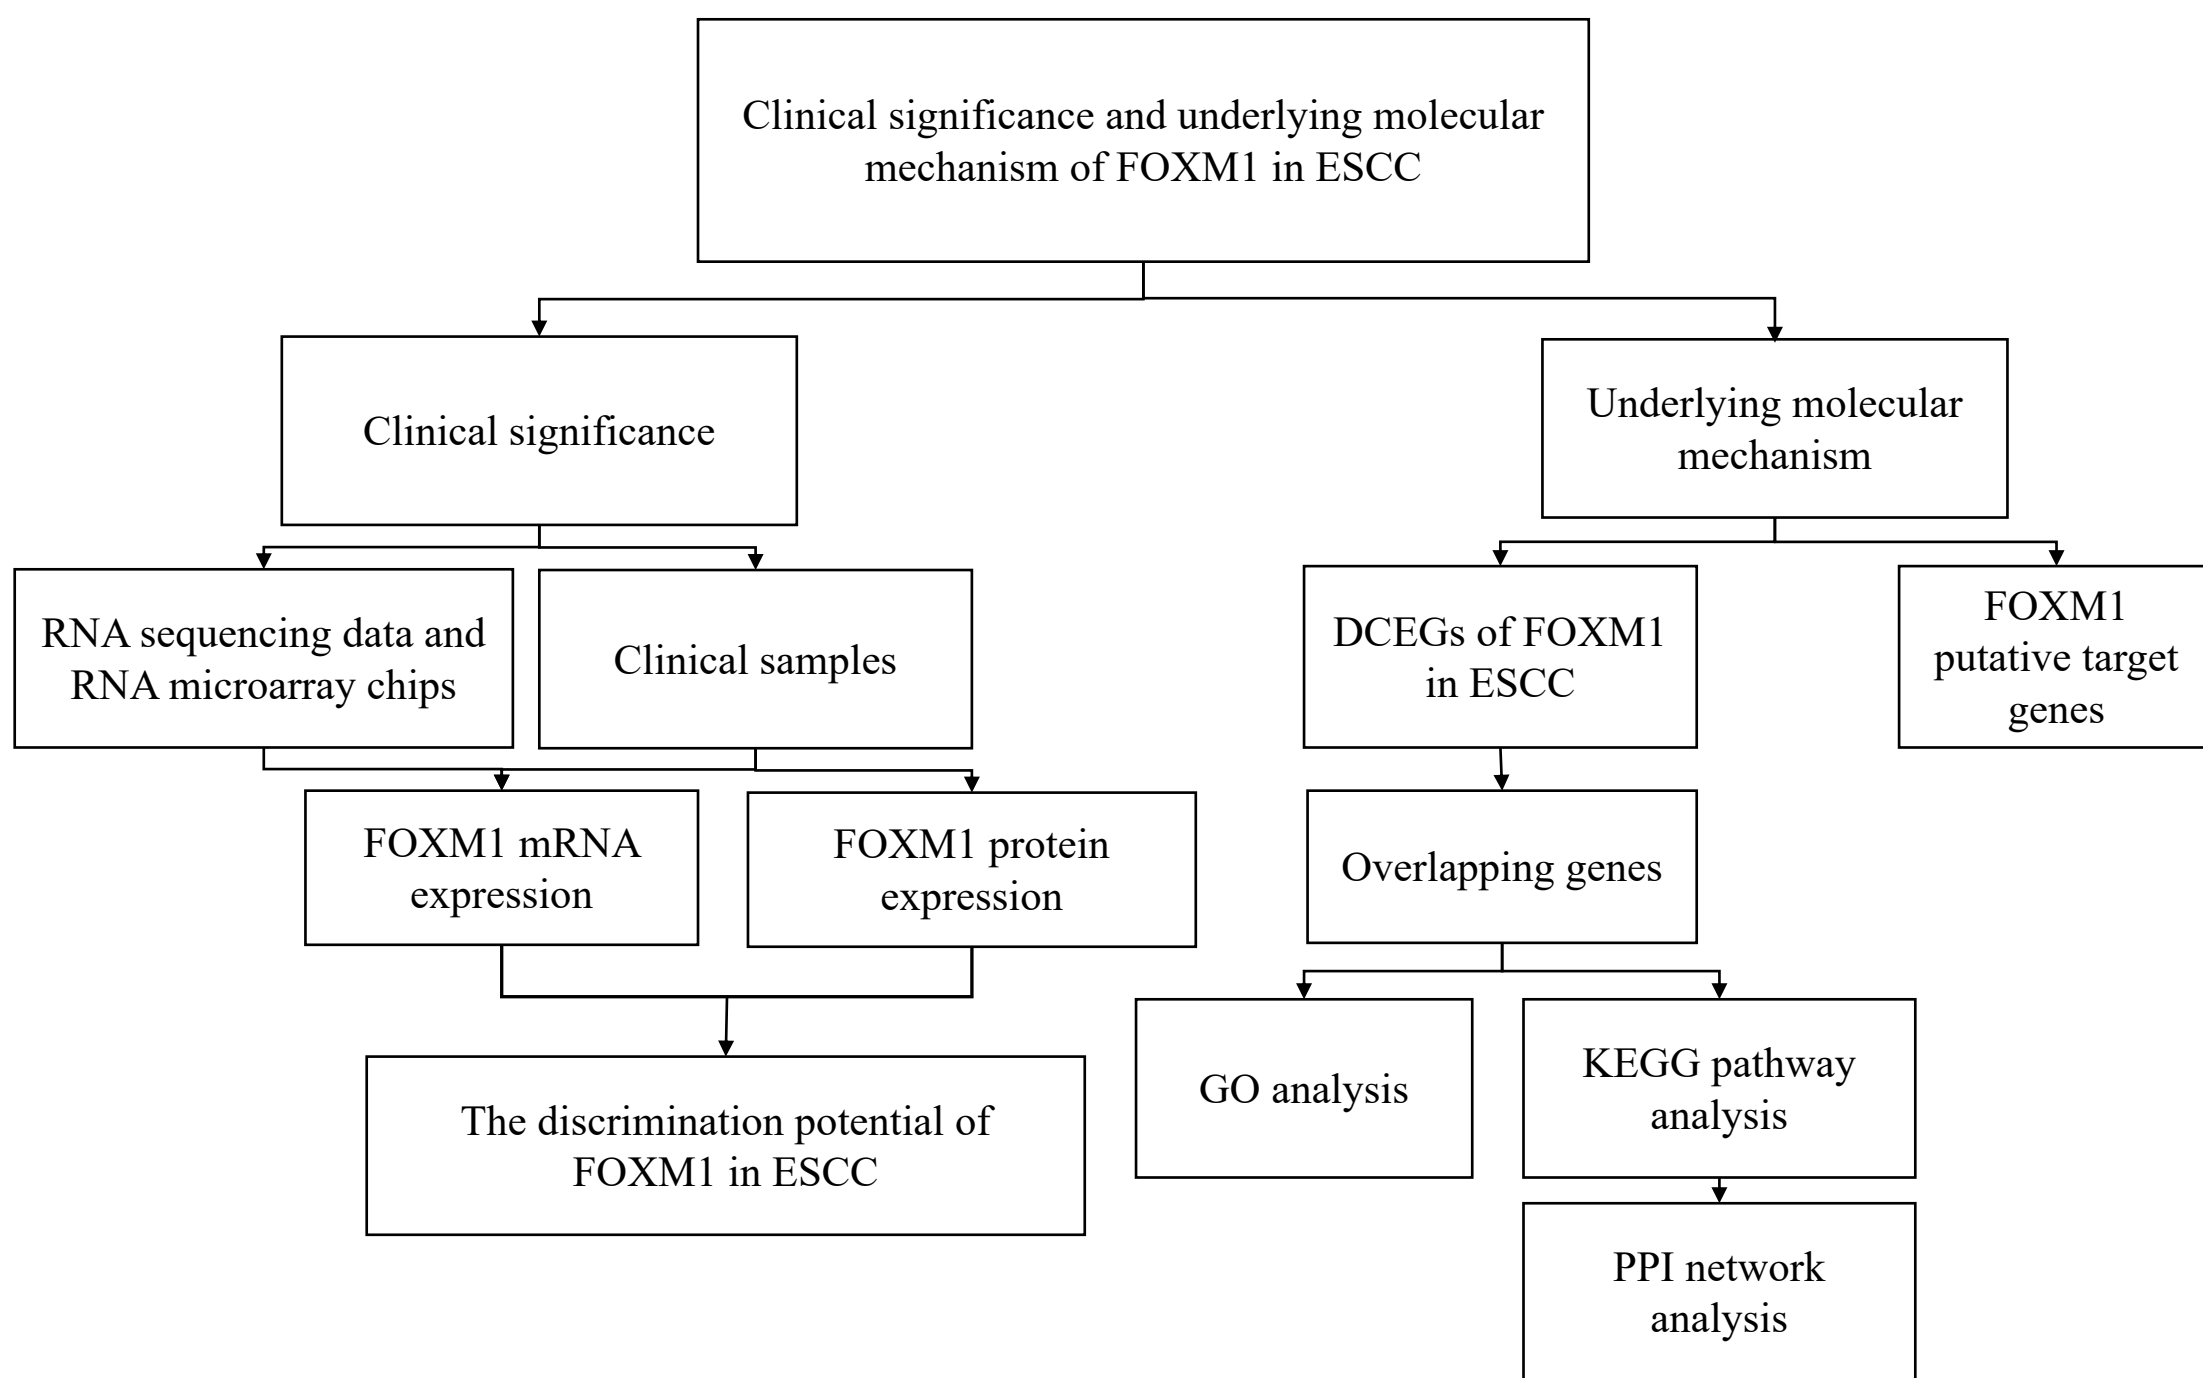 Clinical significance and underlying molecular
mechanism of FOXM1 in ESCC
Clinical significance
Underlying molecular
mechanism
RNA sequencing data and
RNA microarray chips
Clinical samples
DCEGs of FOXM1
in ESCC
FOXM1
putative target
genes
FOXM1 mRNA
expression
FOXM1 protein
expression
Overlapping genes
The discrimination potential of
FOXM1 in ESCC
GO analysis
KEGG pathway
analysis
PPI network
analysis